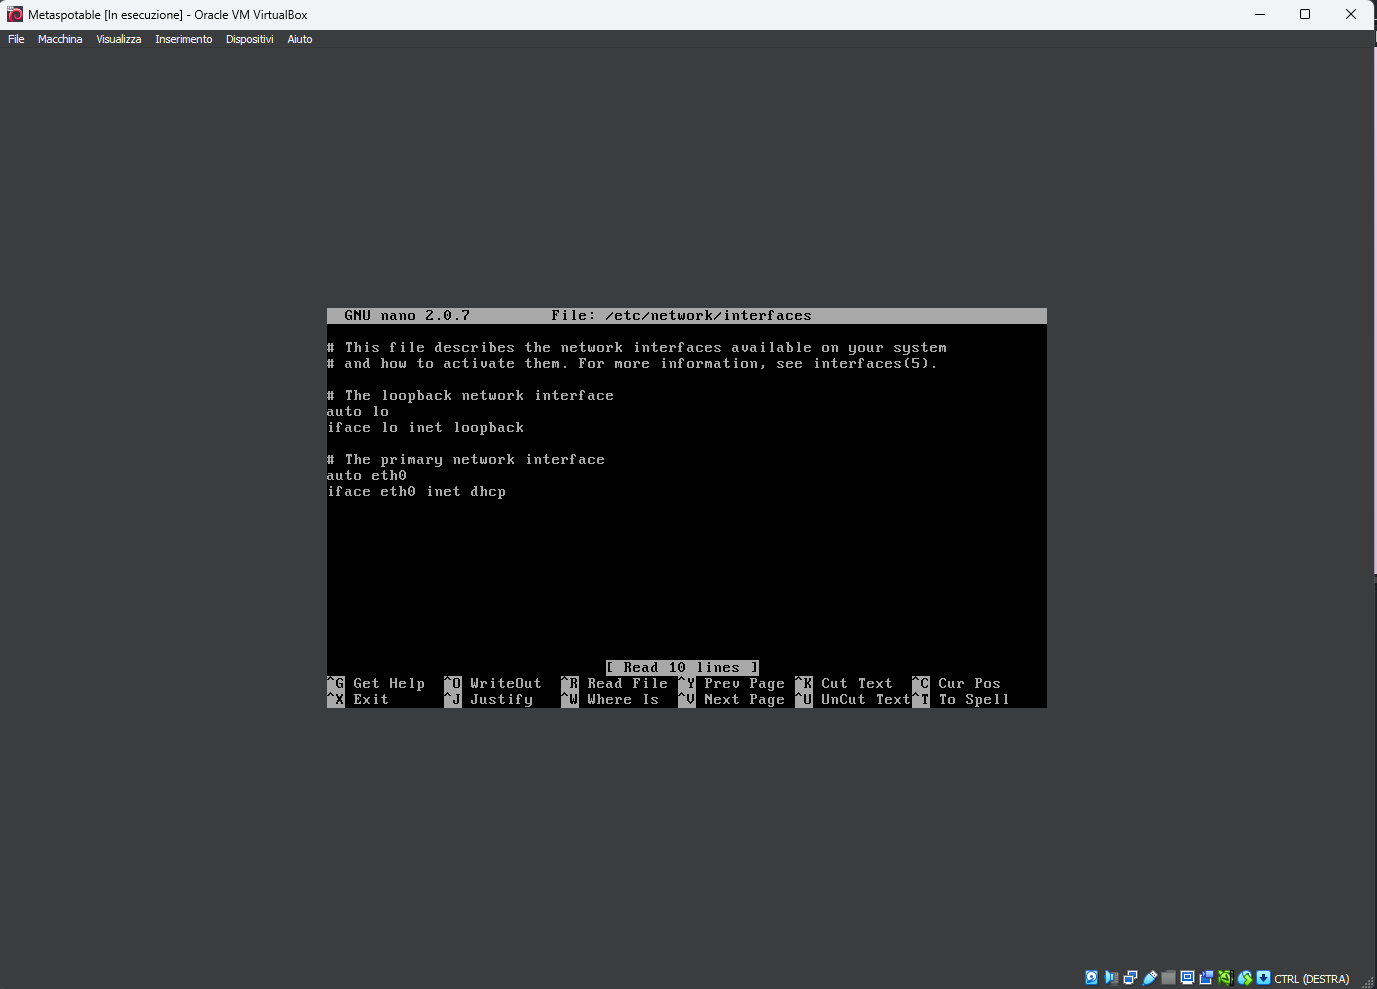 Metaspotable [In esecuzione] - Oracle VM VirtualBox
File Macchina Visualizza Inserimento Dispositivi Aiuto
GNU nano 2.0.7 File: /etc/network/interfaces
# This file describes the network interfaces available on your system
# and how to activate them. For more information, see interfaces(5).
# The loopback network interface
auto lo
iface lo inet loopback
# The primary network interface
auto eth0
iface eth0 inet dhcp
[ Read 10 lines ]
^G Get Help ^O WriteOut ^R Read File ^Y Prev Page ^K Cut Text ^C Cur Pos
^X Exit ^J Justify ^W Where Is ^V Next Page ^U UnCut Text ^T To Spell
CTRL (DESTRA)